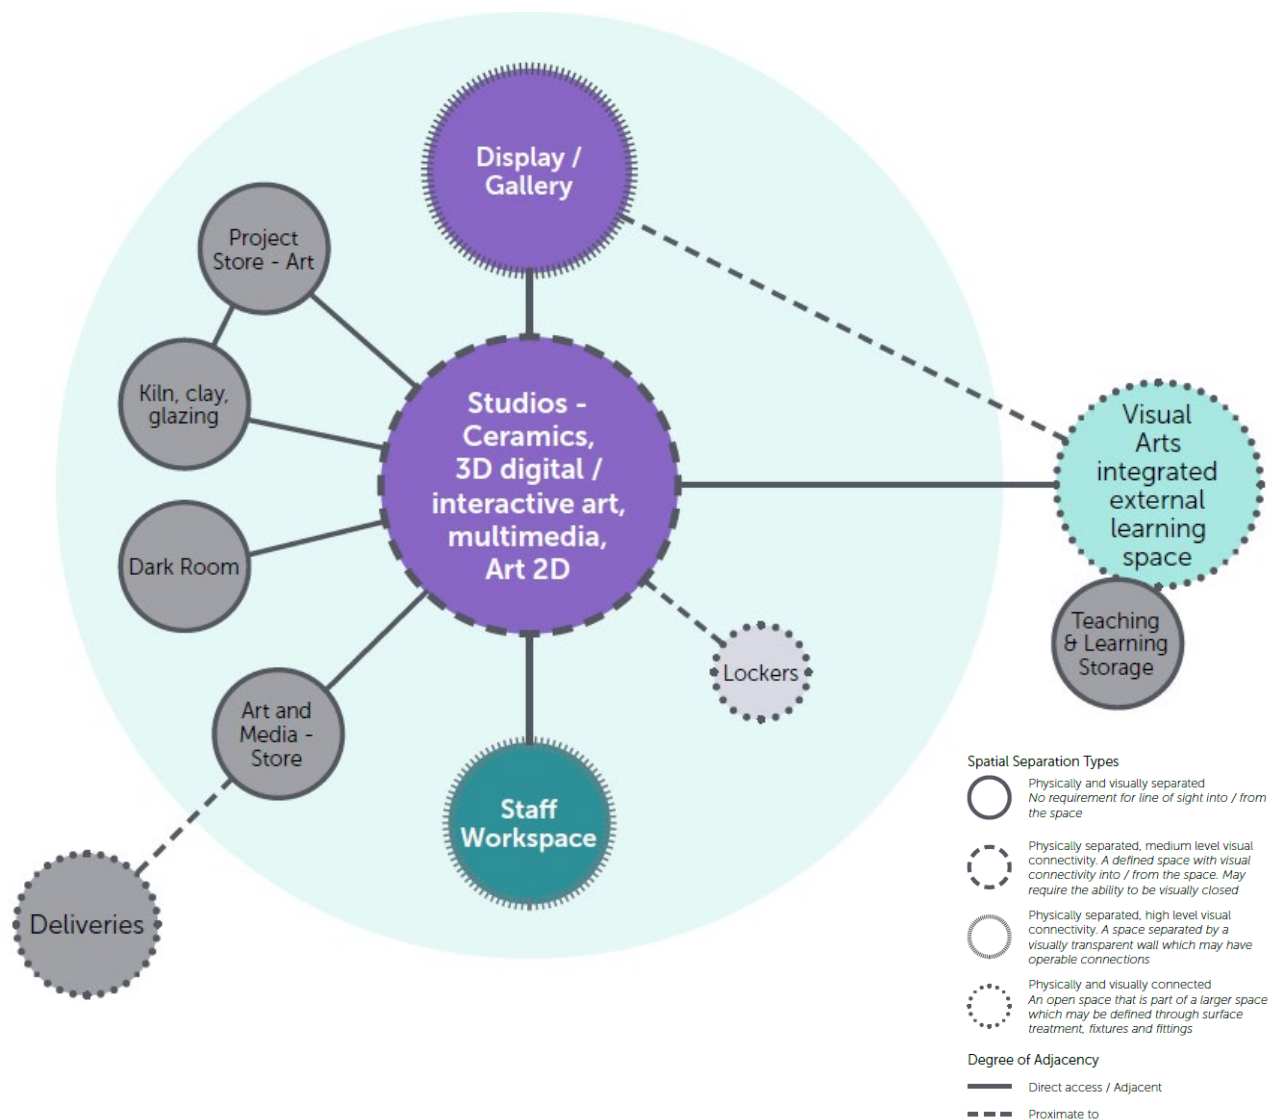 Display /
Gallery
Project
Store - Art
Kiln, clay,
glazing
Studios -
Ceramics,
3D digital /
interactive art,
multimedia,
Art 2D
Visual
Arts
integrated
external
learning
space
Dark Room
Teaching
& Learning
Storage
Lockers
Art and
Media -
Store
Staff
Workspace
Deliveries
Spatial Separation Types
Physically and visually separated
No requirement for line of sight into / from
the space
Physically separated, medium level visual
connectivity. A defined space with visual
connectivity into / from the space. May
require the ability to be visually closed
Physically separated, high level visual
connectivity. A space separated by a
visually transparent wall which may have
operable connections
Physically and visually connected
An open space that is part of a larger space
which may be defined through surface
treatment, fixtures and fittings
Degree of Adjacency
Direct access / Adjacent
Proximate to